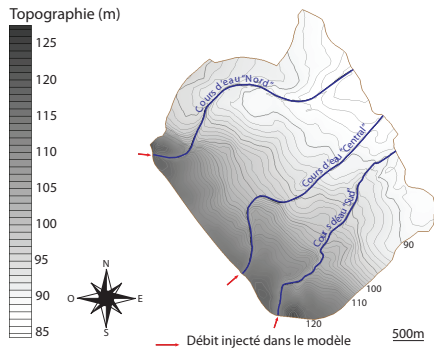 Topographie (m)
125
120
115
110
105
100
95
90
85
Cours d'eau "Nord"
Cours d'eau "Central"
Cours d'eau "Sud"
90
100
110
120
N
O
E
S
Débit injecté dans le modèle
500m